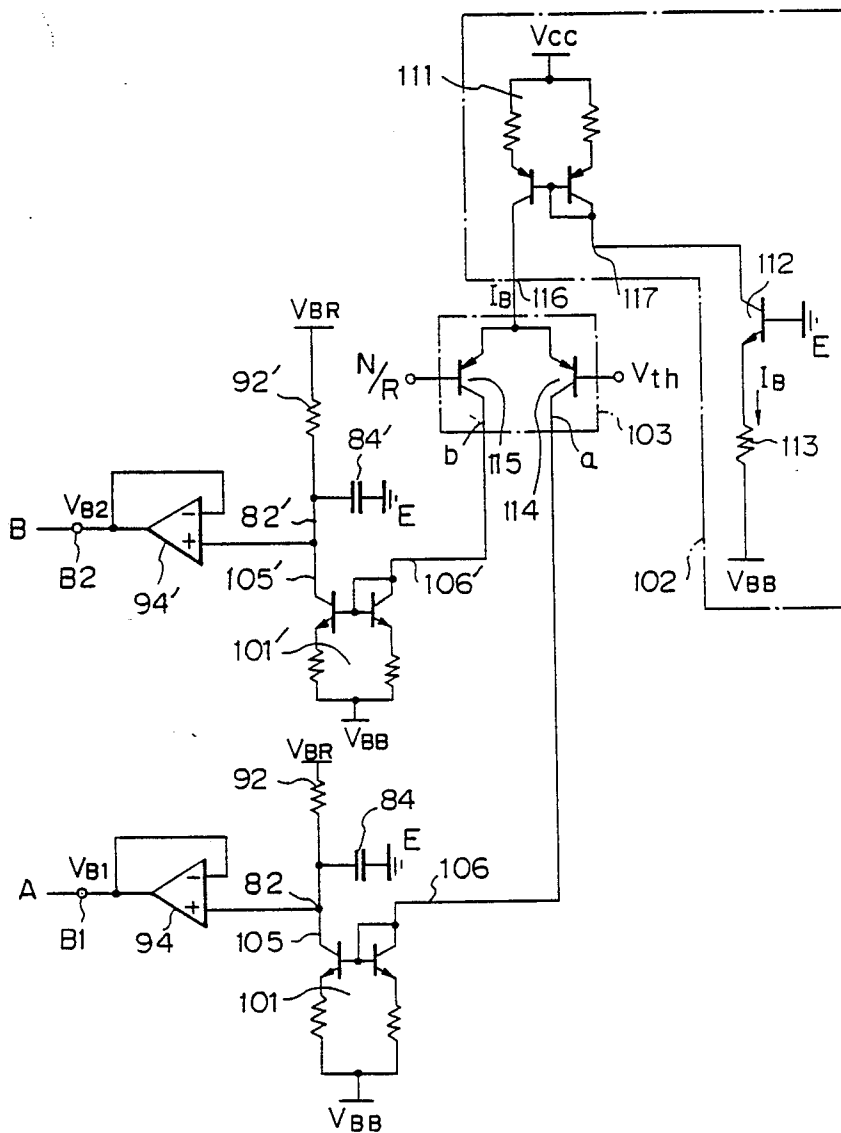 Vcc
111
112
IB
116
117
E
VBR
N/R
Vth
IB
92'
103
113
b
115
a
84'
114
VB2
82'
E
B
102
VBB
B2
94'
105'
106'
101'
VBB
VBR
92
84
E
VB1
106
A
82
B1
94
105
101
VBB